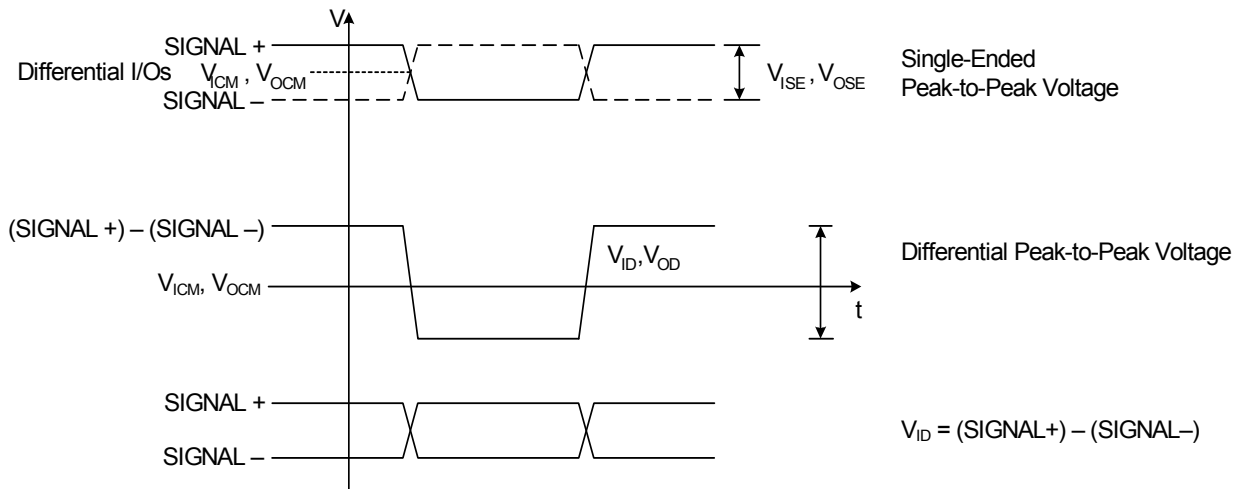 V
SIGNAL +
Differential I/Os V_ICM , V_OCM
SIGNAL –
V_ISE , V_OSE
Single-Ended
Peak-to-Peak Voltage
(SIGNAL +) – (SIGNAL –)
V_ID, V_OD
Differential Peak-to-Peak Voltage
V_ICM, V_OCM
t
SIGNAL +
SIGNAL –
V_ID = (SIGNAL+) – (SIGNAL–)